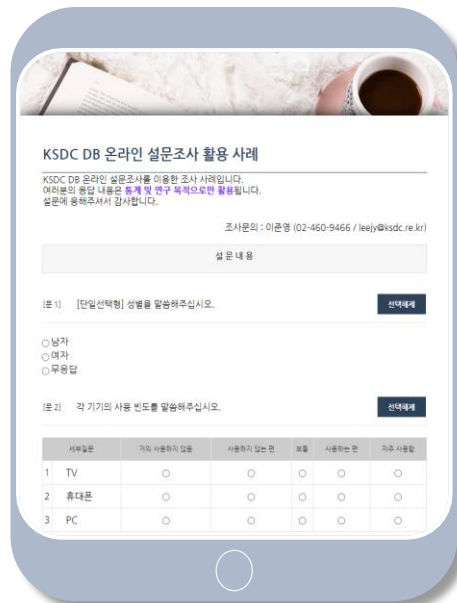 KSDC DB 온라인 설문조사 활용 사례
KSDC DB 온라인 설문조사를 이용한 조사 사례입니다.
여러분의 응답 내용은 통계 및 연구 목적으로만 활용됩니다.
설문에 응해주셔서 감사합니다.
조사문의 : 이준영 (02-460-9466 / leejy@ksdc.re.kr)
설 문 내 용
[문 1] [단일선택형] 성별을 말씀해주십시오. 선택해제
남자
여자
무응답
[문 2] 각 기기의 사용 빈도를 말씀해주십시오. 선택해제
세부질문 거의 사용하지 않음 사용하지 않는 편 보통 사용하는 편 자주 사용함
1 TV
2 휴대폰
3 PC